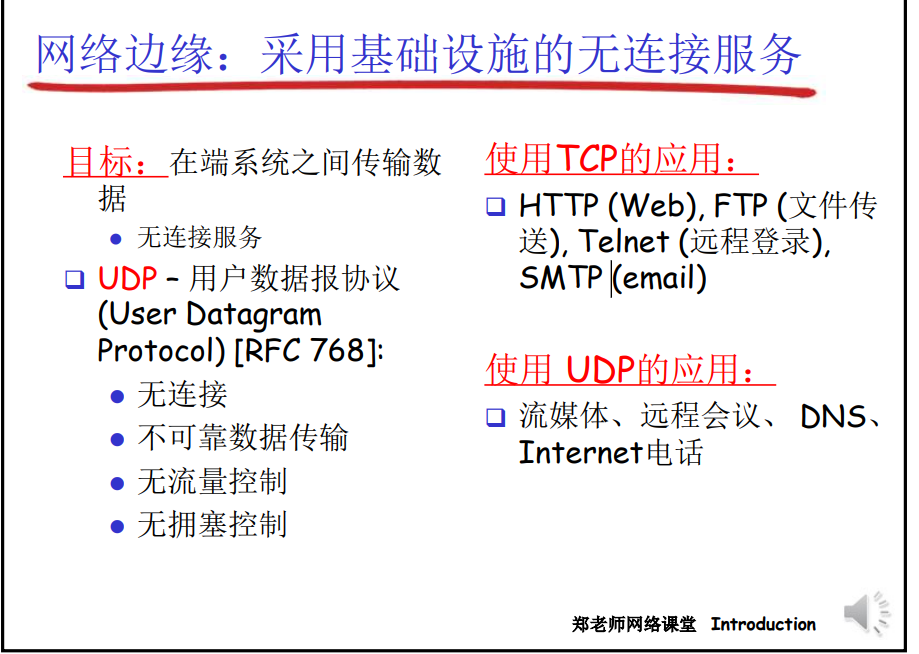 网络边缘：采用基础设施的无连接服务
目标：在端系统之间传输数
据
无连接服务
UDP – 用户数据报协议
(User Datagram
Protocol) [RFC 768]:
无连接
不可靠数据传输
无流量控制
无拥塞控制
使用TCP的应用：
HTTP (Web), FTP (文件传
送), Telnet (远程登录),
SMTP (email)
使用 UDP的应用：
流媒体、远程会议、 DNS、
Internet电话
郑老师网络课堂 Introduction